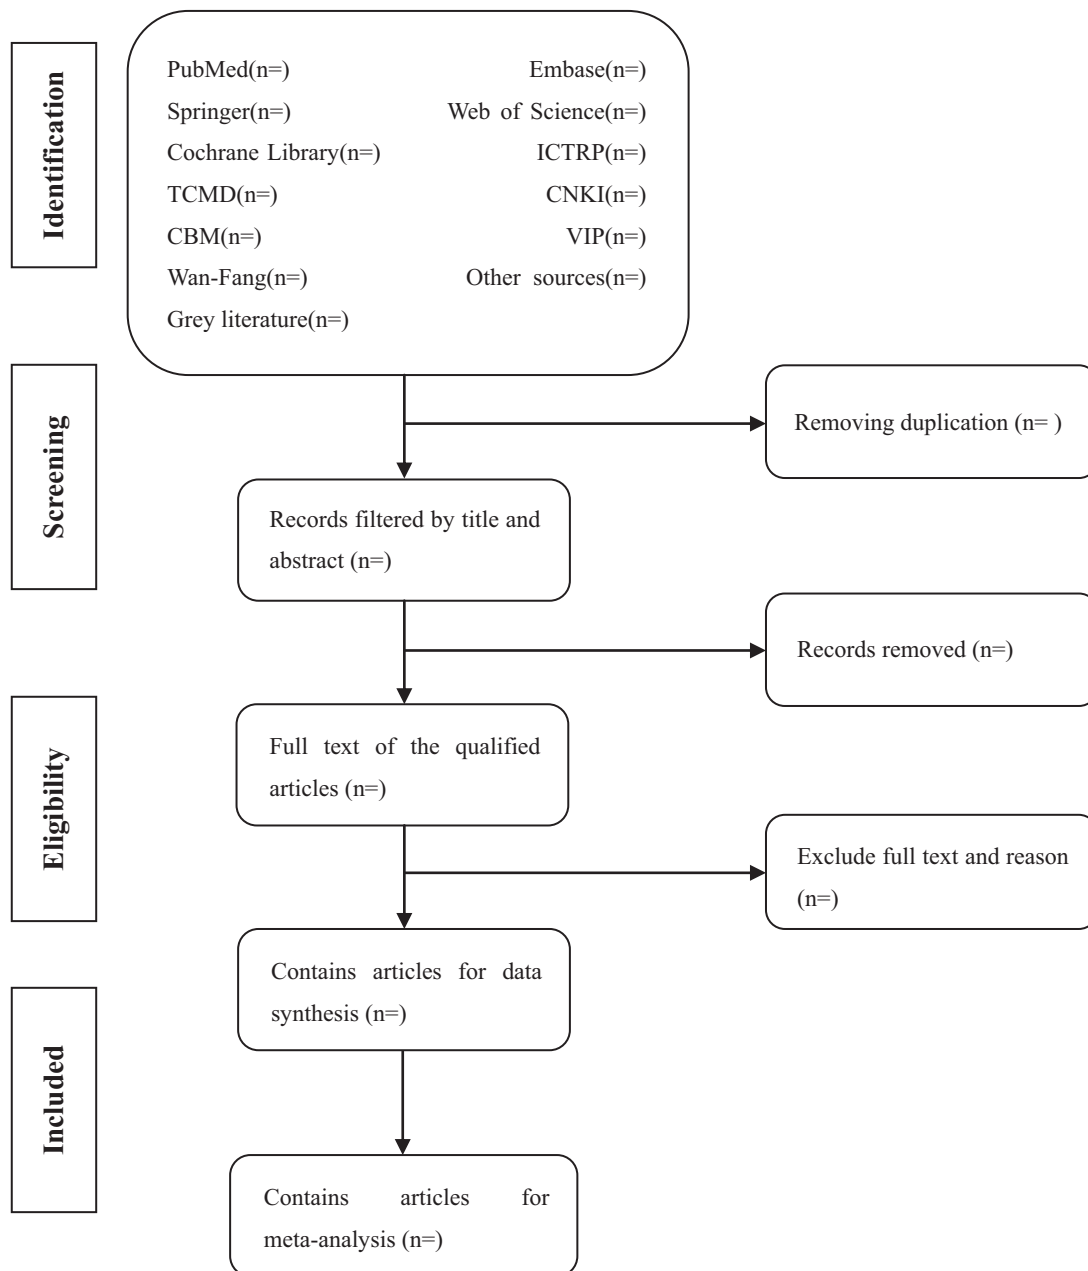 Identification
PubMed(n=) Embase(n=)
Springer(n=) Web of Science(n=)
Cochrane Library(n=) ICTRP(n=)
TCMD(n=) CNKI(n=)
CBM(n=) VIP(n=)
Wan-Fang(n=) Other sources(n=)
Grey literature(n=)
Screening
Removing duplication (n= )
Records filtered by title and
abstract (n=)
Records removed (n=)
Eligibility
Full text of the qualified
articles (n=)
Exclude full text and reason
(n=)
Included
Contains articles for data
synthesis (n=)
Contains articles for
meta-analysis (n=)